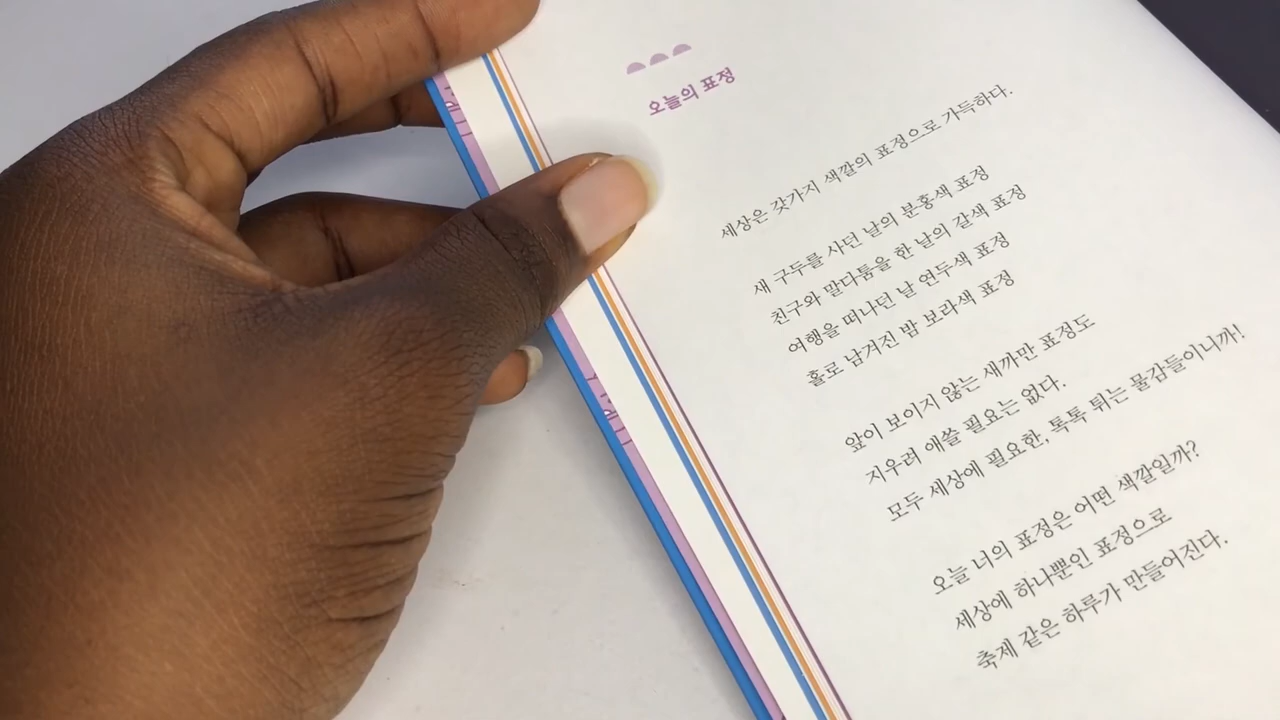 오늘의 표정
세상은 갖가지 색깔의 표정으로 가득하다.
새 구두를 사던 날의 분홍색 표정
친구와 말다툼을 한 날의 갈색 표정
여행을 떠나던 날 연두색 표정
홀로 남겨진 밤 보라색 표정
앞이 보이지 않는 새까만 표정도
지우려 애쓸 필요는 없다.
모두 세상에 필요한, 톡톡 튀는 물감들이니까!
오늘 너의 표정은 어떤 색깔일까?
세상에 하나뿐인 표정으로
축제 같은 하루가 만들어진다.